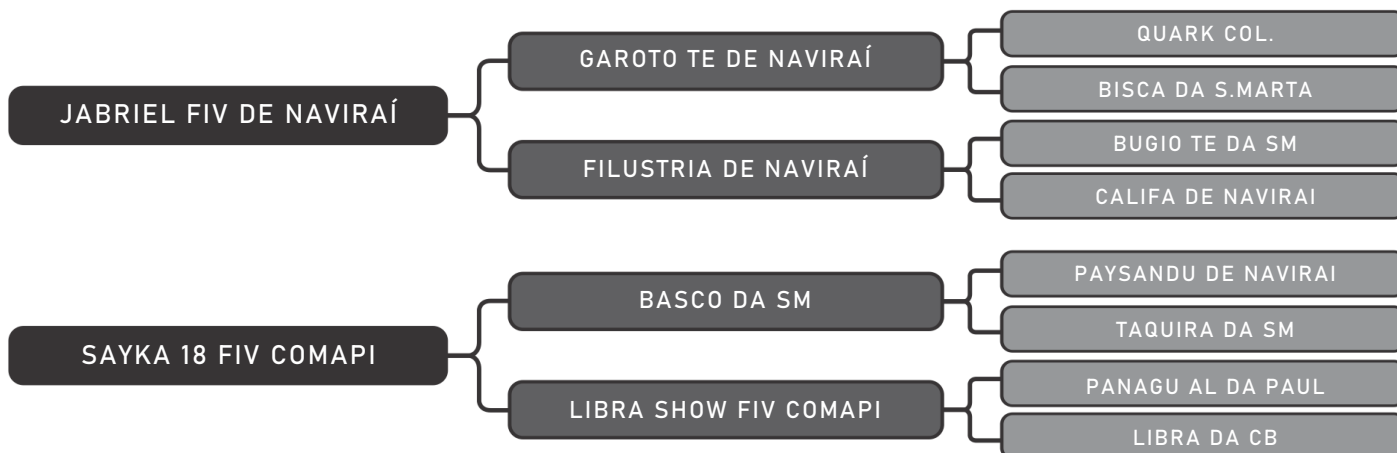 QUARK COL.
GAROTO TE DE NAVIRAÍ
BISCA DA S.MARTA
JABRIEL FIV DE NAVIRAÍ
BUGIO TE DA SM
FILUSTRIA DE NAVIRAÍ
CALIFA DE NAVIRAI
PAYSANDU DE NAVIRAI
BASCO DA SM
TAQUIRA DA SM
SAYKA 18 FIV COMAPI
PANAGU AL DA PAUL
LIBRA SHOW FIV COMAPI
LIBRA DA CB